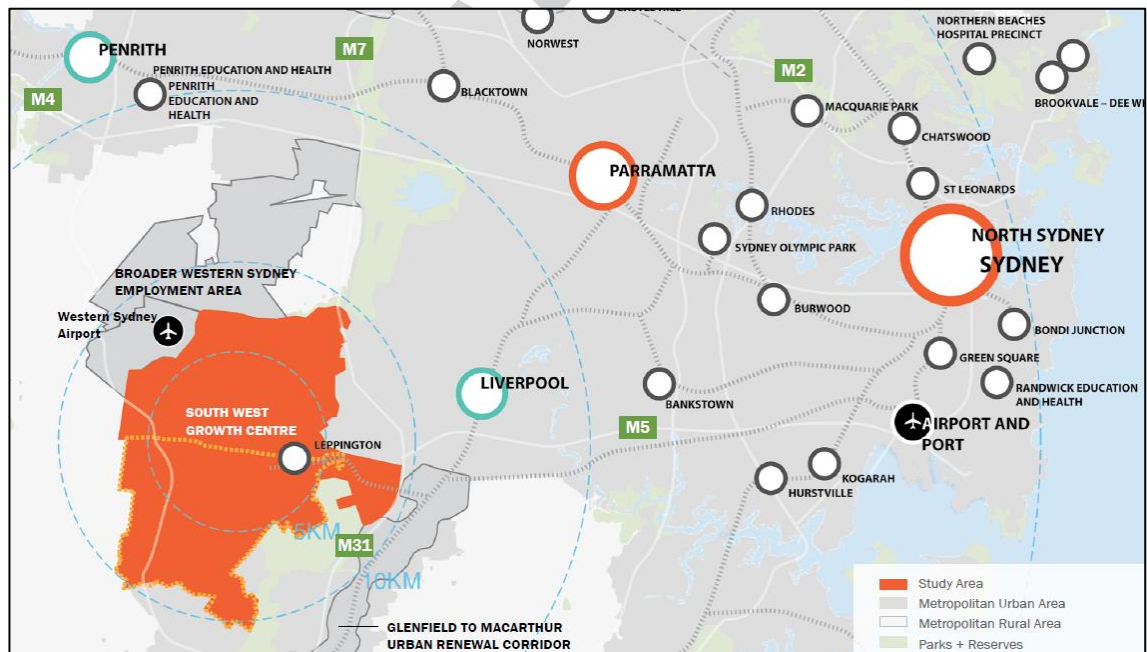 CASTLE HILL
NORWEST
NORTHERN BEACHES
HOSPITAL PRECINCT
PENRITH
M7
M2
PENRITH EDUCATION AND HEALTH
PENRITH
EDUCATION AND
HEALTH
M4
BLACKTOWN
BROOKVALE – DEE
MACQUARIE PARK
CHATSWOOD
PARRAMATTA
ST LEONARDS
RHODES
SYDNEY OLYMPIC PARK
NORTH SYDNEY
SYDNEY
BROADER WESTERN SYDNEY
EMPLOYMENT AREA
Western Sydney
Airport
BURWOOD
BONDI JUNCTION
GREEN SQUARE
LIVERPOOL
RANDWICK EDUCATION
AND HEALTH
BANKSTOWN
SOUTH WEST
GROWTH CENTRE
M5
AIRPORT AND
PORT
LEPPINGTON
KOGARAH
HURSTVILLE
5KM
M31
10KM
Study Area
Metropolitan Urban Area
Metropolitan Rural Area
Parks + Reserves
GLENFIELD TO MACARTHUR
URBAN RENEWAL CORRIDOR